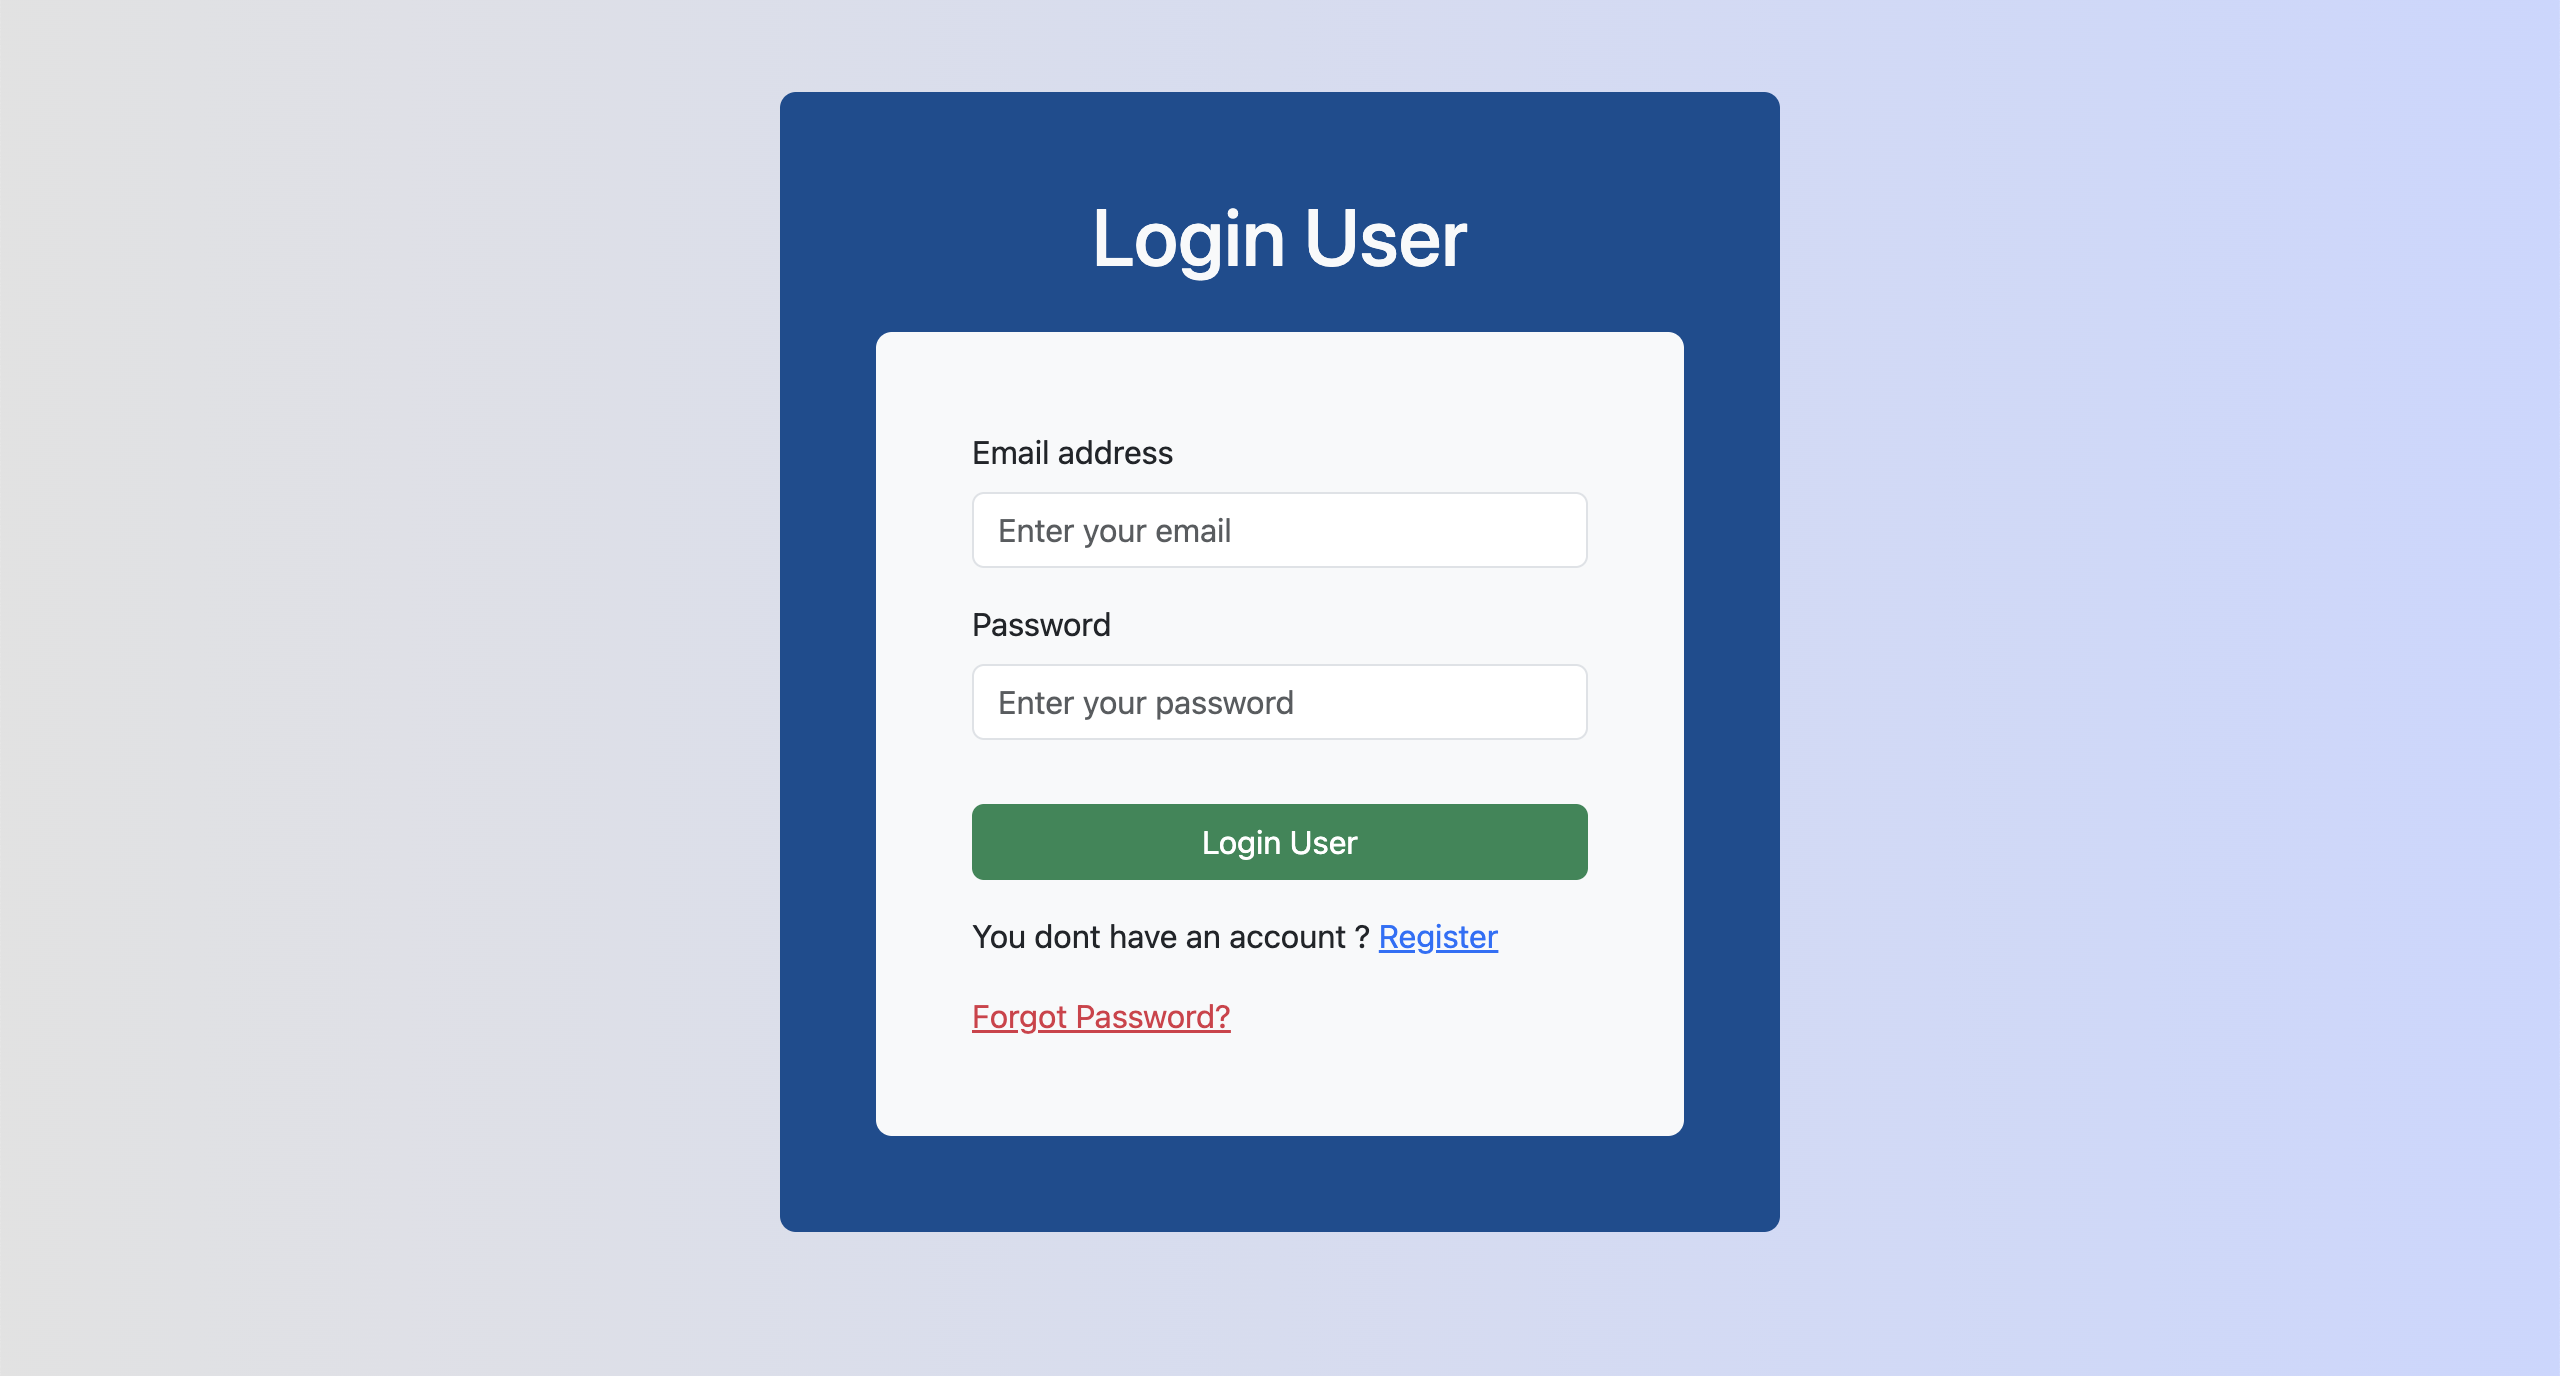 Login User
Email address
Enter your email
Password
Enter your password
Login User
You dont have an account ? Register
Forgot Password?